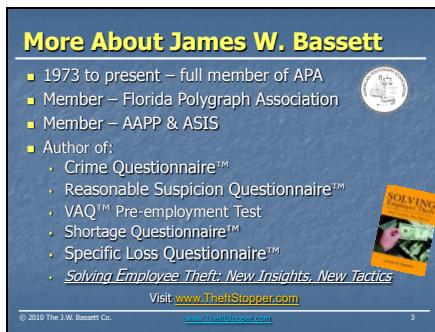 More About James W. Bassett
1973 to present – full member of APA
Member – Florida Polygraph Association
Member – AAPP & ASIS
Author of:
Crime Questionnaire™
Reasonable Suspicion Questionnaire™
VAQ™ Pre-employment Test
Shortage Questionnaire™
Specific Loss Questionnaire™
Solving Employee Theft: New Insights, New Tactics
SOLVING
Employee Theft
Visit www.TheftStopper.com
© 2010 The J.W. Bassett Co.
www.TheftStopper.com
3